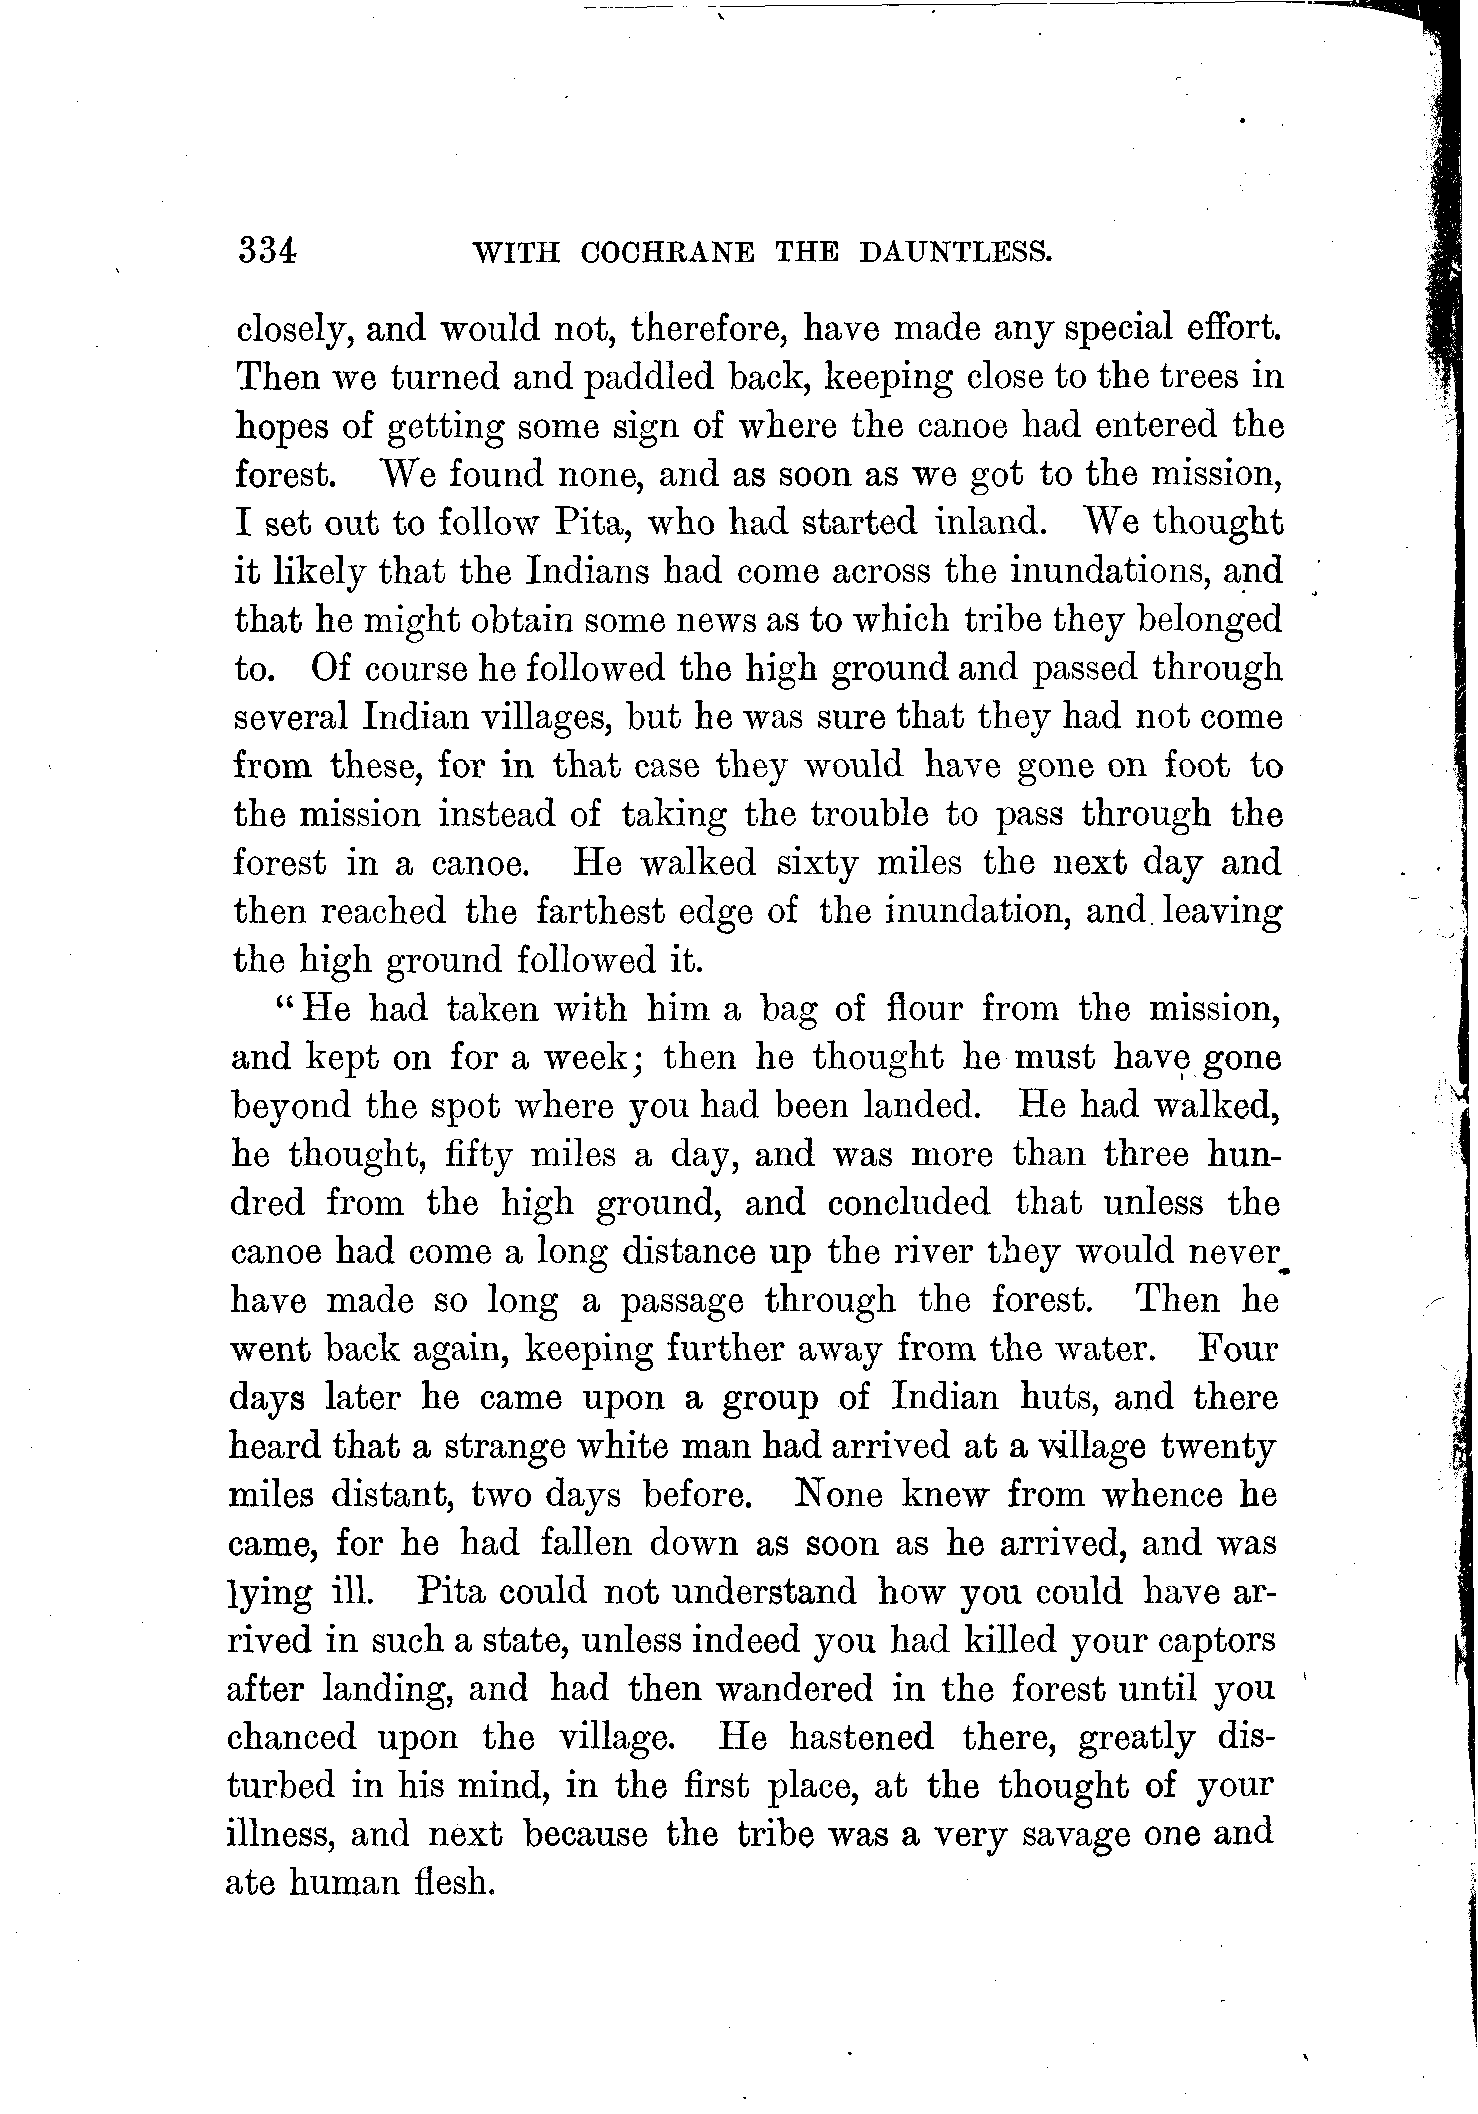 334 WITH COCHRANE THE DAUNTLESS.
closely, and would not, therefore, have made any special effort.
Then we turned and paddled back, keeping close to the trees in
hopes of getting some sign of where the canoe had entered the
forest. We found none, and as soon as we got to the mission,
I set out to follow Pita, who had started inland. We thought
it likely that the Indians had come across the inundations, and
that he might obtain some news as to which tribe they belonged
to. Of course he followed the high ground and passed through
several Indian villages, but he was sure that they had not come
from these, for in that case they would have gone on foot to
the mission instead of taking the trouble to pass through the
forest in a canoe. He walked sixty miles the next day and
then reached the farthest edge of the inundation, and leaving
the high ground followed it.
"He had taken with him a bag of flour from the mission,
and kept on for a week; then he thought he must have gone
beyond the spot where you had been landed. He had walked,
he thought, fifty miles a day, and was more than three hun-
dred from the high ground, and concluded that unless the
canoe had come a long distance up the river they would never
have made so long a passage through the forest. Then he
went back again, keeping further away from the water. Four
days later he came upon a group of Indian huts, and there
heard that a strange white man had arrived at a village twenty
miles distant, two days before. None knew from whence he
came, for he had fallen down as soon as he arrived, and was
lying ill. Pita could not understand how you could have ar-
rived in such a state, unless indeed you had killed your captors
after landing, and had then wandered in the forest until you
chanced upon the village. He hastened there, greatly dis-
turbed in his mind, in the first place, at the thought of your
illness, and next because the tribe was a very savage one and
ate human flesh.